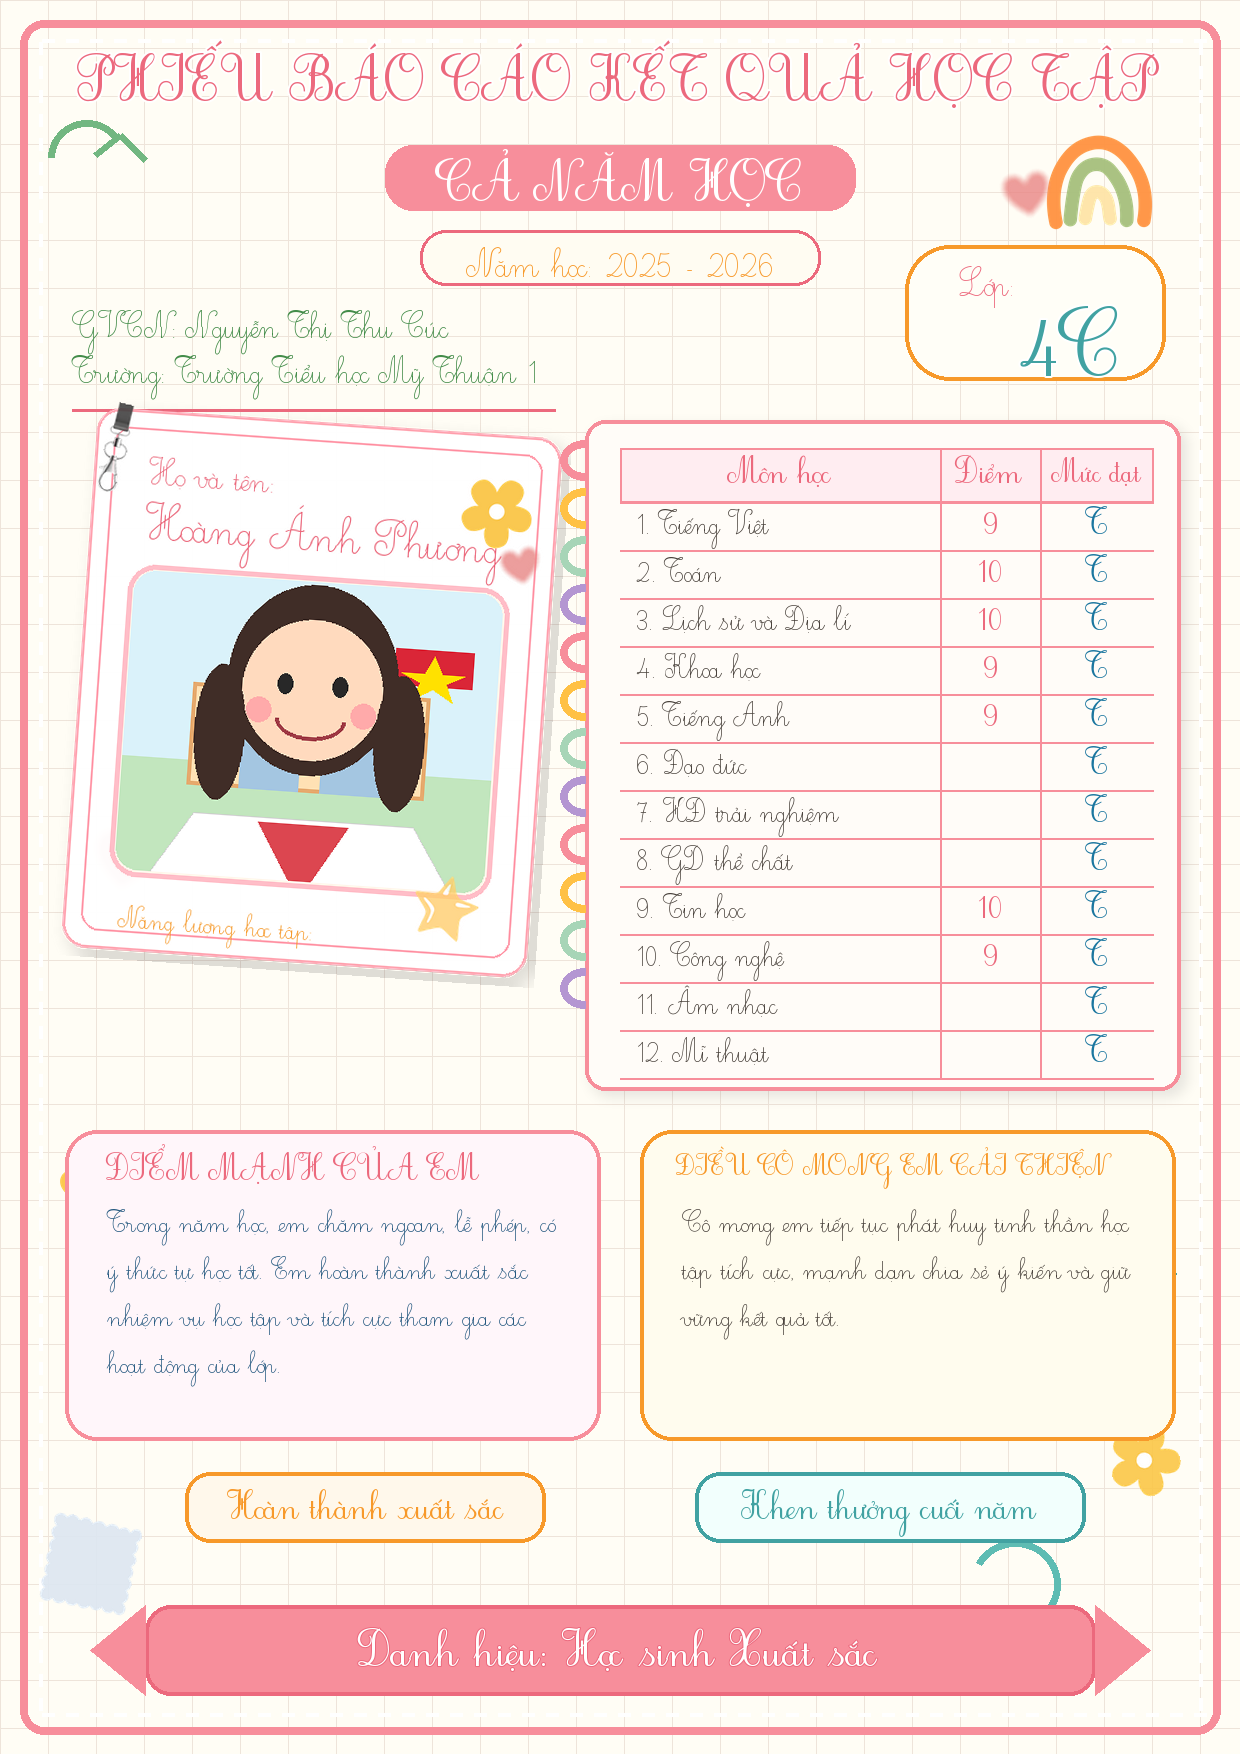 PHIẾU BÁO CÁO KẾT QUẢ HỌC TẬP
CẢ NĂM HỌC
Năm học: 2025 - 2026
Lớp:
4C
GVCN: Nguyễn Thi Thu Cúc
Trường: Trường Tiểu học Mỹ Thuận 1
Họ và tên:
Hoàng Ánh Phương
Năng lượng học tập:
Môn học Điểm Mức đạt
1. Tiếng Việt 9 T
2. Toán 10 T
3. Lịch sử và Địa lí 10 T
4. Khoa học 9 T
5. Tiếng Anh 9 T
6. Đạo đức T
7. HĐ trải nghiệm T
8. GD thể chất T
9. Tin học 10 T
10. Công nghệ 9 T
11. Âm nhạc T
12. Mĩ thuật T
ĐIỂM MẠNH CỦA EM
Trong năm học, em chăm ngoan, lễ phép, có
ý thức tự học tốt. Em hoàn thành xuất sắc
nhiệm vụ học tập và tích cực tham gia các
hoạt động của lớp.
ĐIỀU CÔ MONG EM CẢI THIỆN
Cô mong em tiếp tục phát huy tinh thần học
tập tích cực, mạnh dạn chia sẻ ý kiến và giữ
vững kết quả tốt.
Hoàn thành xuất sắc
Khen thưởng cuối năm
Danh hiệu: Học sinh Xuất sắc